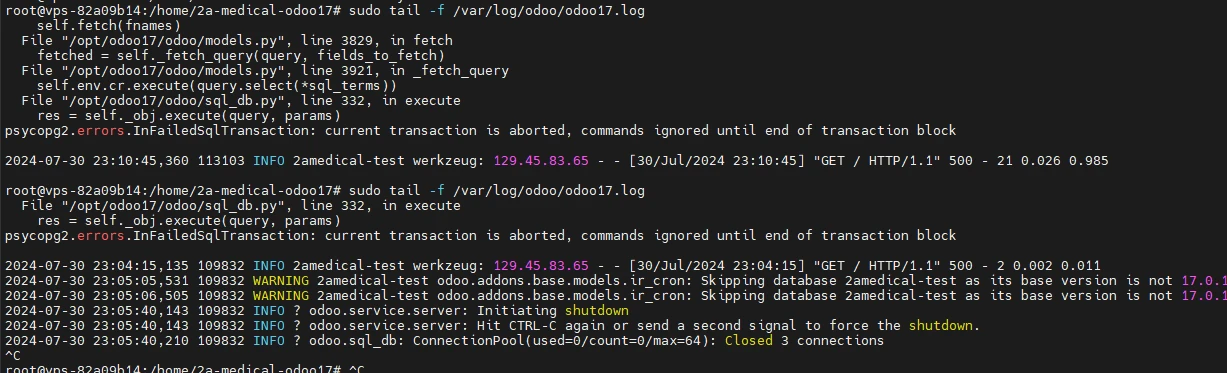 root@vps-82a09b14:/home/2a-medical-odoo17# sudo tail -f /var/log/odoo/odoo17.log
    self.fetch(fnames)
  File "/opt/odoo17/odoo/models.py", line 3829, in fetch
    fetched = self._fetch_query(query, fields_to_fetch)
  File "/opt/odoo17/odoo/models.py", line 3921, in _fetch_query
    self.env.cr.execute(query.select(*sql_terms))
  File "/opt/odoo17/odoo/sql_db.py", line 332, in execute
    res = self._obj.execute(query, params)
psycopg2.errors.InFailedSqlTransaction: current transaction is aborted, commands ignored until end of transaction block
2024-07-30 23:10:45,360 113103 INFO 2amedical-test werkzeug: 129.45.83.65 - - [30/Jul/2024 23:10:45] "GET / HTTP/1.1" 500 - 21 0.026 0.985
root@vps-82a09b14:/home/2a-medical-odoo17# sudo tail -f /var/log/odoo/odoo17.log
  File "/opt/odoo17/odoo/sql_db.py", line 332, in execute
    res = self._obj.execute(query, params)
psycopg2.errors.InFailedSqlTransaction: current transaction is aborted, commands ignored until end of transaction block
2024-07-30 23:04:15,135 109832 INFO 2amedical-test werkzeug: 129.45.83.65 - - [30/Jul/2024 23:04:15] "GET / HTTP/1.1" 500 - 2 0.002 0.011
2024-07-30 23:05:05,531 109832 WARNING 2amedical-test odoo.addons.base.models.ir_cron: Skipping database 2amedical-test as its base version is not 17.0.1
2024-07-30 23:05:06,505 109832 WARNING 2amedical-test odoo.addons.base.models.ir_cron: Skipping database 2amedical-test as its base version is not 17.0.1
2024-07-30 23:05:40,143 109832 INFO ? odoo.service.server: Initiating shutdown
2024-07-30 23:05:40,143 109832 INFO ? odoo.service.server: Hit CTRL-C again or send a second signal to force the shutdown.
2024-07-30 23:05:40,210 109832 INFO ? odoo.sql_db: ConnectionPool(used=0/count=0/max=64): Closed 3 connections
^C
root@vps-82a09b14:/home/2a-medical-odoo17# ^C